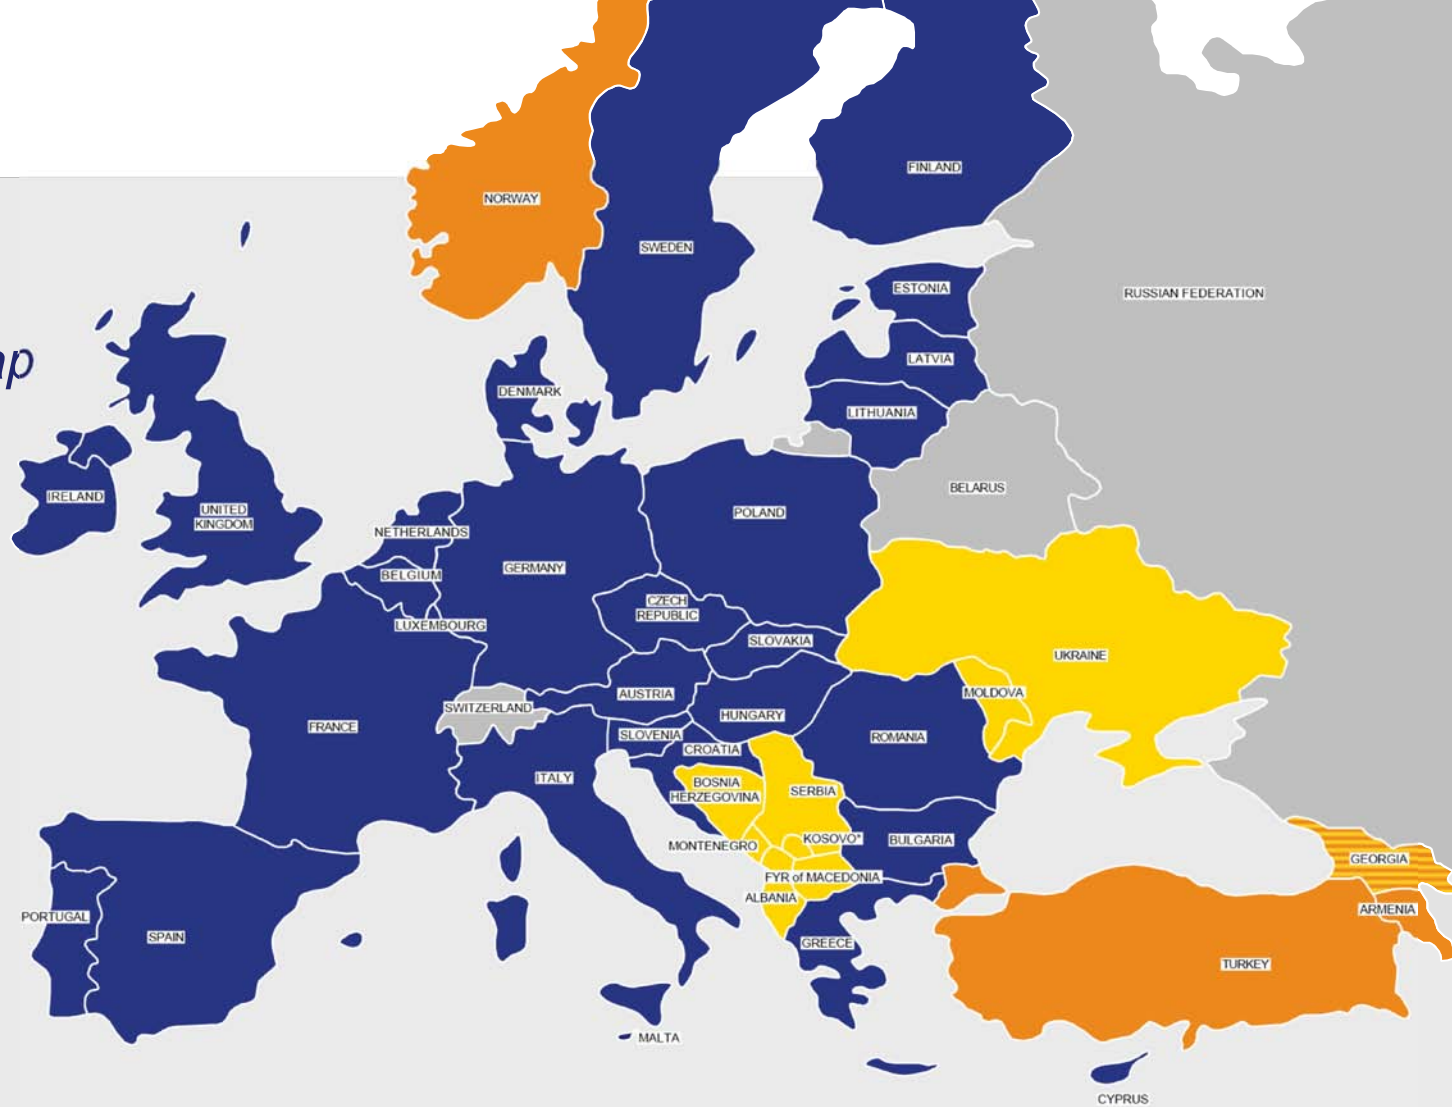 FINLAND
NORWAY
SWEDEN
ESTONIA
RUSSIAN FEDERATION
LATVIA
DENMARK
LITHUANIA
BELARUS
IRELAND
UNITED
KINGDOM
POLAND
NETHERLANDS
GERMANY
BELGIUM
CZECH
REPUBLIC
LUXEMBOURG
SLOVAKIA
UKRAINE
AUSTRIA
MOLDOVA
SWITZERLAND
HUNGARY
FRANCE
SLOVENIA
ROMANIA
CROATIA
ITALY
BOSNIA
HERZEGOVINA
SERBIA
KOSOVO*
BULGARIA
MONTENEGRO
GEORGIA
FYR of MACEDONIA
ALBANIA
ARMENIA
PORTUGAL
SPAIN
GREECE
TURKEY
MALTA
CYPRUS